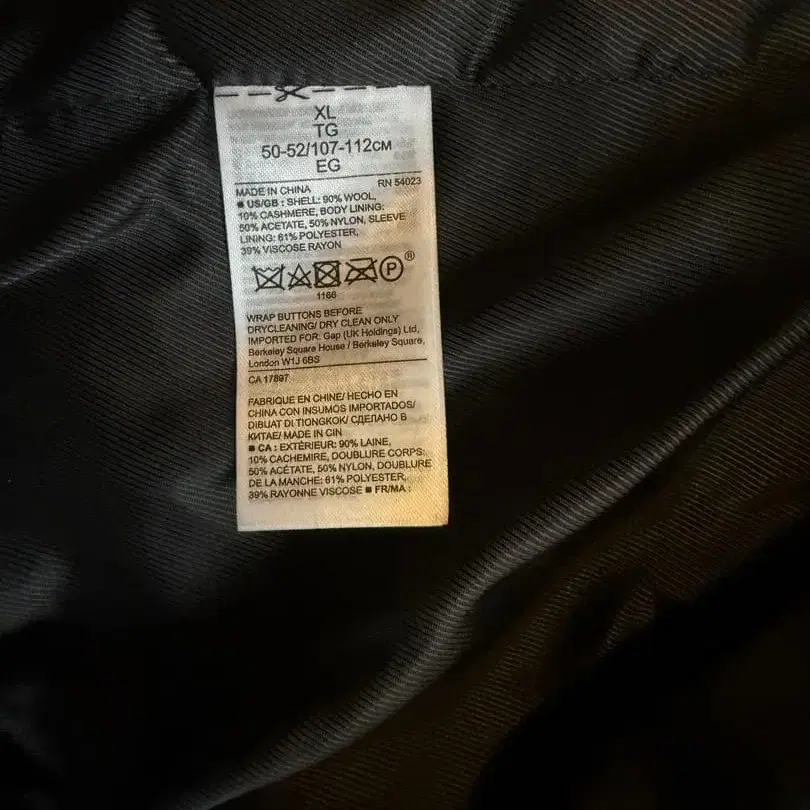 XL
TG
50-52/107-112CM
EG
MADE IN CHINA RN 54023
■ US/GB : SHELL: 90% WOOL,
10% CASHMERE, BODY LINING:
50% ACETATE, 50% NYLON, SLEEVE
LINING: 61% POLYESTER,
39% VISCOSE RAYON
P®
1166
WRAP BUTTONS BEFORE
DRYCLEANING/ DRY CLEAN ONLY
IMPORTED FOR: Gap (UK Holdings) Ltd,
Berkeley Square House / Berkeley Square,
London W1J 6BS
CA 17897
FABRIQUE EN CHINE/ HECHO EN
CHINA CON INSUMOS IMPORTADOS/
DIBUAT DI TIONGKOK/ СДЕЛАНО В
КИТАЕ/ MADE IN CIN
■ CA : EXTÉRIEUR: 90% LAINE,
10% CACHEMIRE, DOUBLURE CORPS:
50% ACÉTATE, 50% NYLON, DOUBLURE
DE LA MANCHE: 61% POLYESTER,
39% RAYONNE VISCOSE ■ FR/MA :